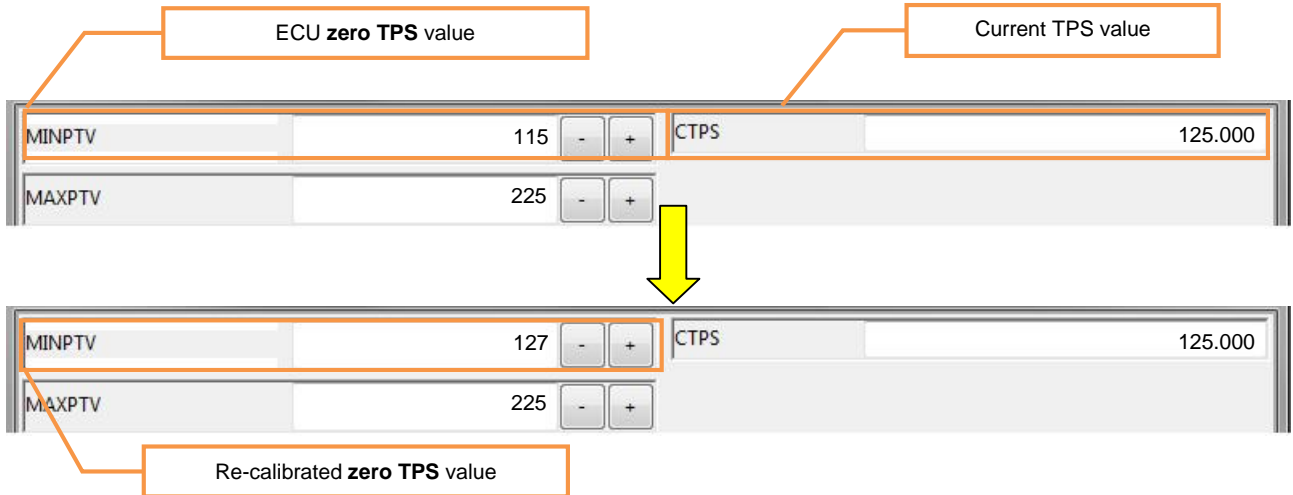 ECU zero TPS value
Current TPS value
MINPTV 115 - + CTPS 125.000
MAXPTV 225 - +
MINPTV 127 - + CTPS 125.000
MAXPTV 225 - +
Re-calibrated zero TPS value